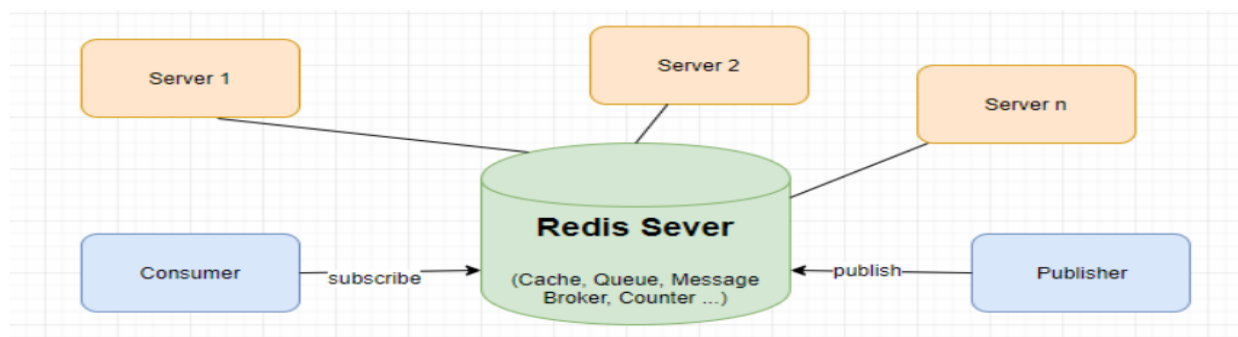 Server 1
Server 2
Server n
Redis Sever
(Cache, Queue, Message
Broker, Counter ...)
Consumer
subscribe
publish
Publisher